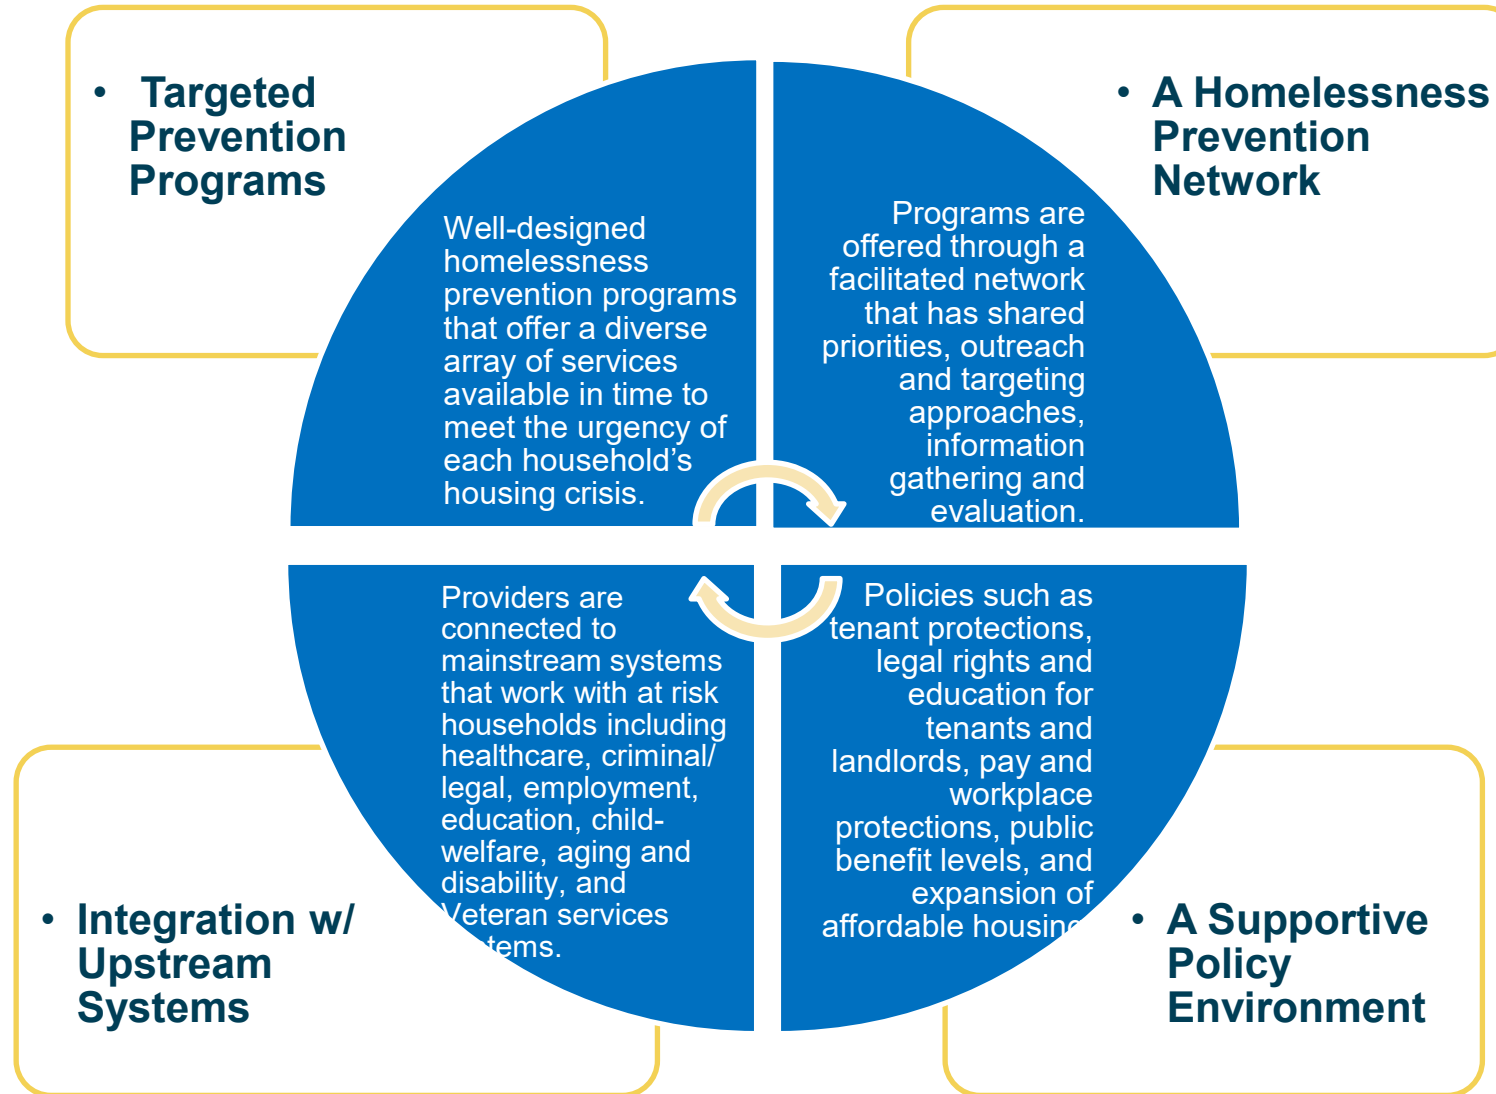 • Targeted
Prevention
Programs
Well-designed
homelessness
prevention programs
that offer a diverse
array of services
available in time to
meet the urgency of
each household’s
housing crisis.
• A Homelessness
Prevention
Network
Programs are
offered through a
facilitated network
that has shared
priorities, outreach
and targeting
approaches,
information
gathering and
evaluation.
• Integration w/
Upstream
Systems
Providers are
connected to
mainstream systems
that work with at risk
households including
healthcare, criminal/
legal, employment,
education, child-
welfare, aging and
disability, and
Veteran services
systems.
• A Supportive
Policy
Environment
Policies such as
tenant protections,
legal rights and
education for
tenants and
landlords, pay and
workplace
protections, public
benefit levels, and
expansion of
affordable housing